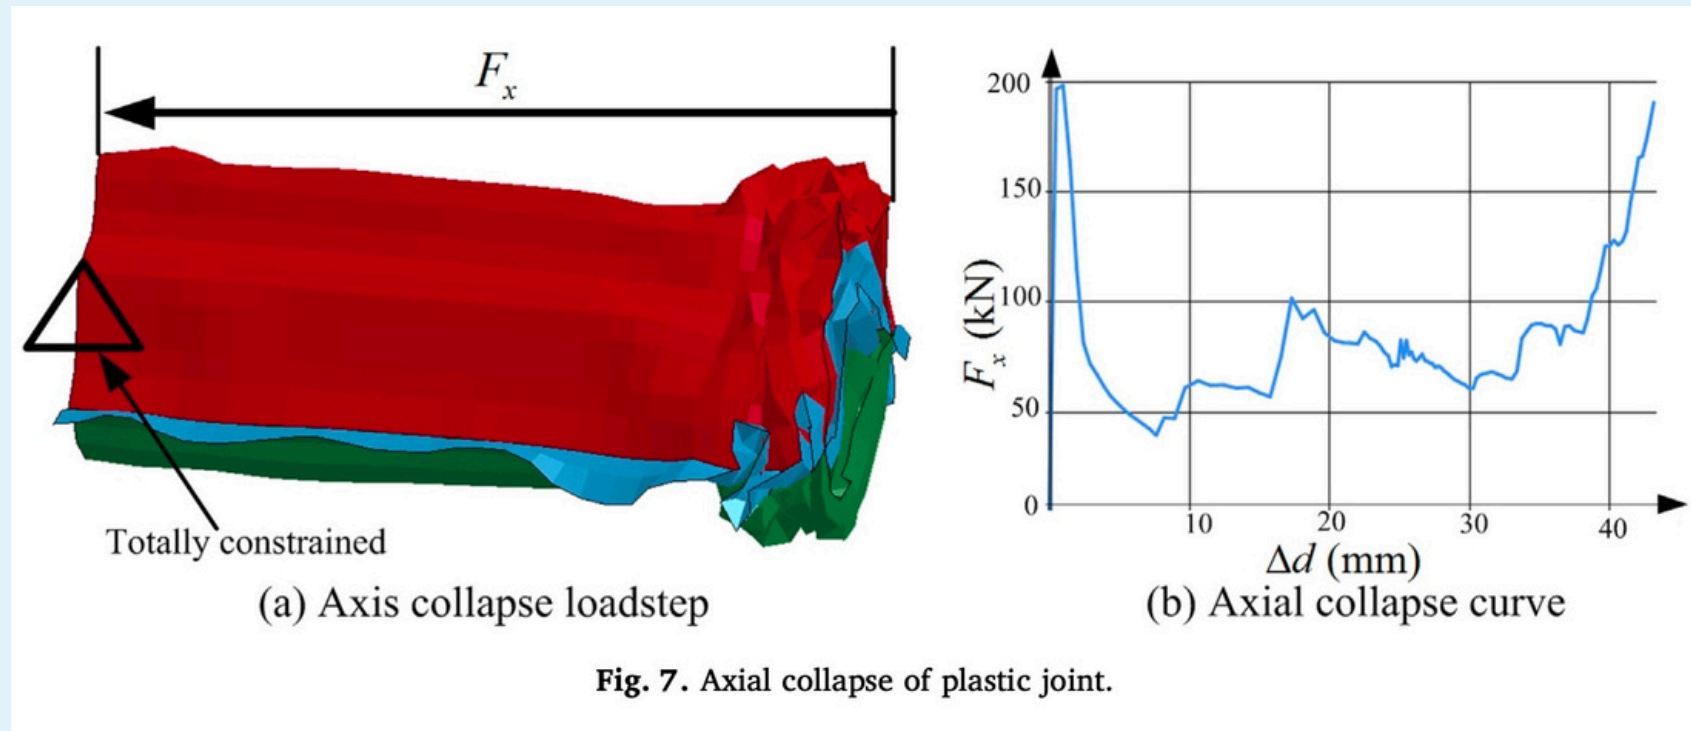 Fx
Totally constrained
(a) Axis collapse loadstep
200
150
100
50
0
Fx (kN)
10 20 30 40
Δd (mm)
(b) Axial collapse curve
Fig. 7. Axial collapse of plastic joint.